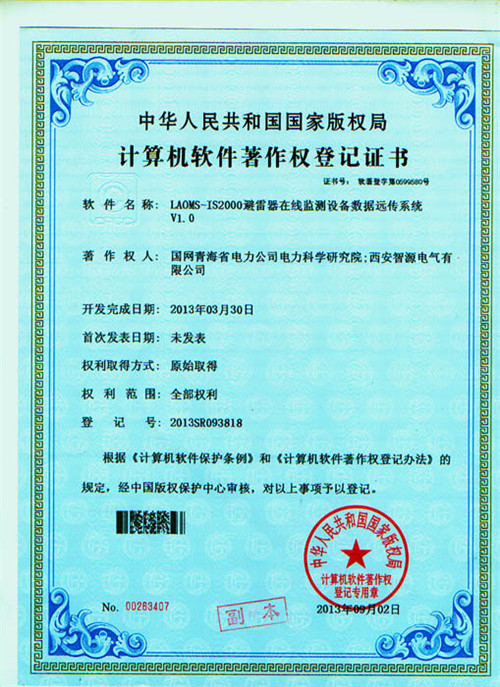 中华人民共和国国家版权局
计算机软件著作权登记证书
证书号： 软著登字第0599580号
软件名称： LAOMS-IS2000避雷器在线监测设备数据远传系统
V1.0
著作权人： 国网青海省电力公司电力科学研究院;西安智源电气有
限公司
开发完成日期： 2013年03月30日
首次发表日期： 未发表
权利取得方式： 原始取得
权利范围： 全部权利
登记号： 2013SR093818
根据《计算机软件保护条例》和《计算机软件著作权登记办法》的
规定，经中国版权保护中心审核，对以上事项予以登记。
中华人民共和国国家版权局
计算机软件著作权
登记专用章
No. 00263407
副本
2013年09月02日